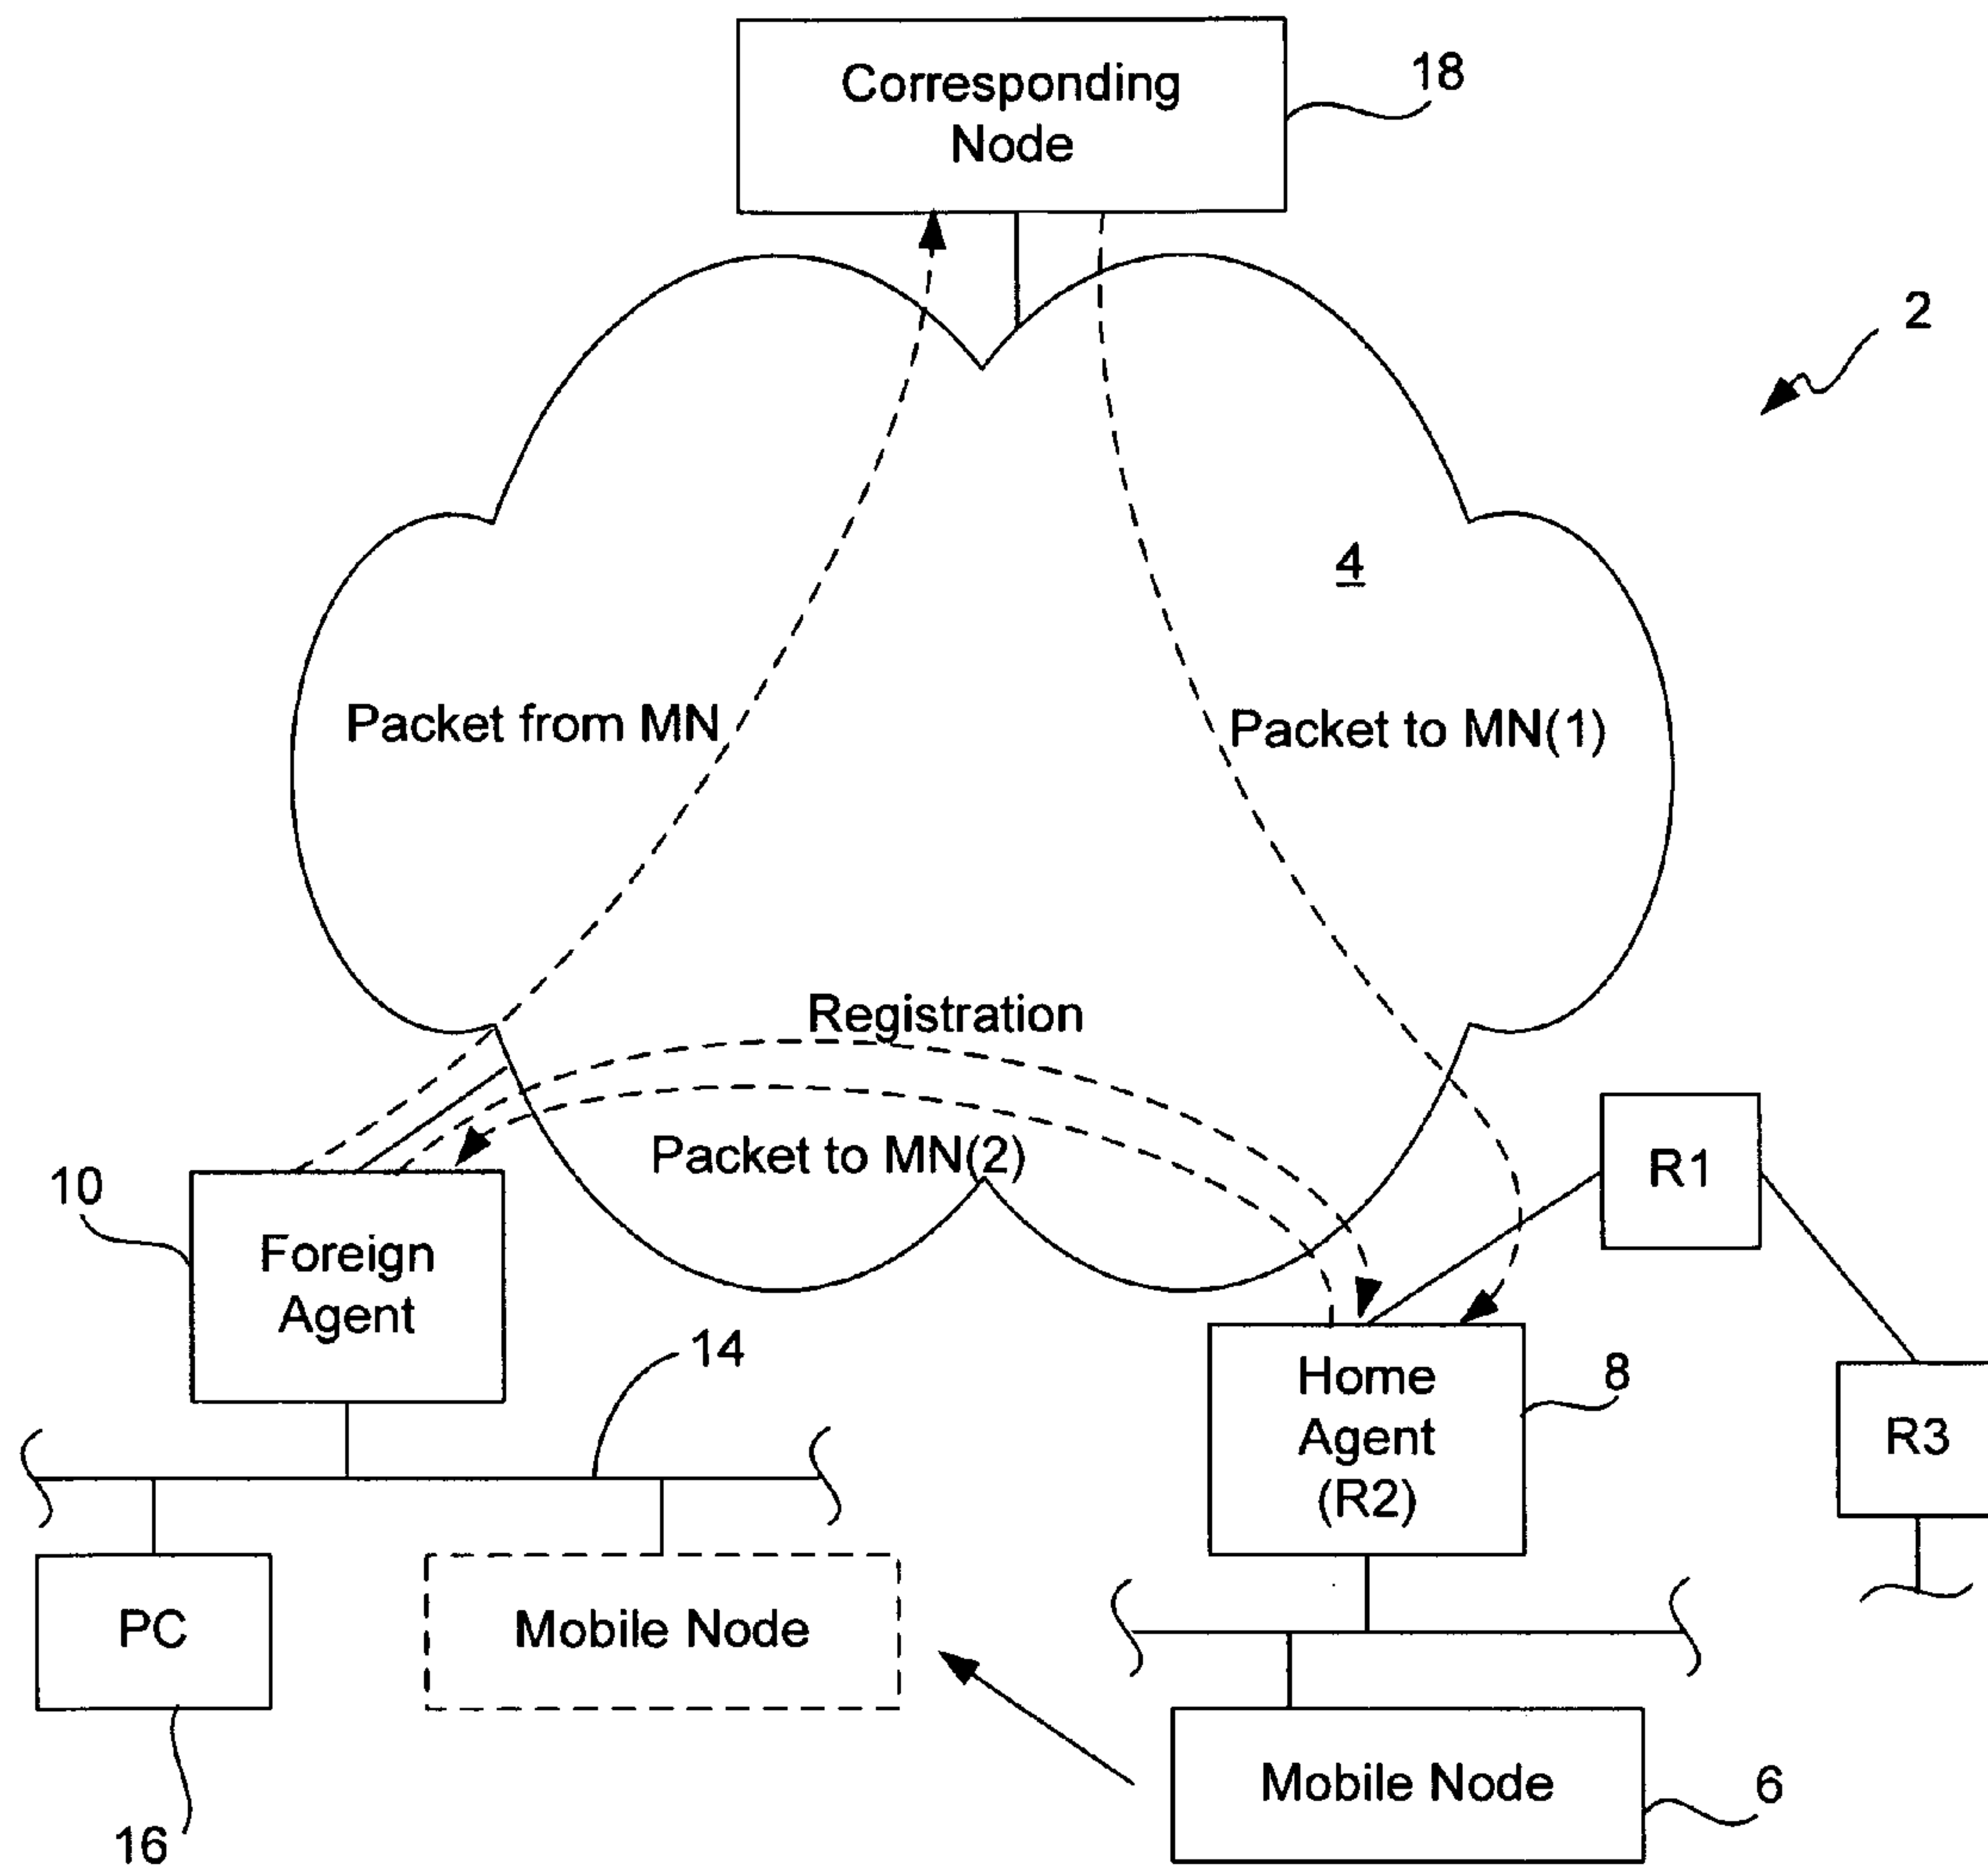 Corresponding
Node
18
2
4
Packet from MN
Packet to MN(1)
Registration
Packet to MN(2)
R1
10
Foreign
Agent
14
Home
Agent
(R2)
8
R3
PC
Mobile Node
Mobile Node
6
16